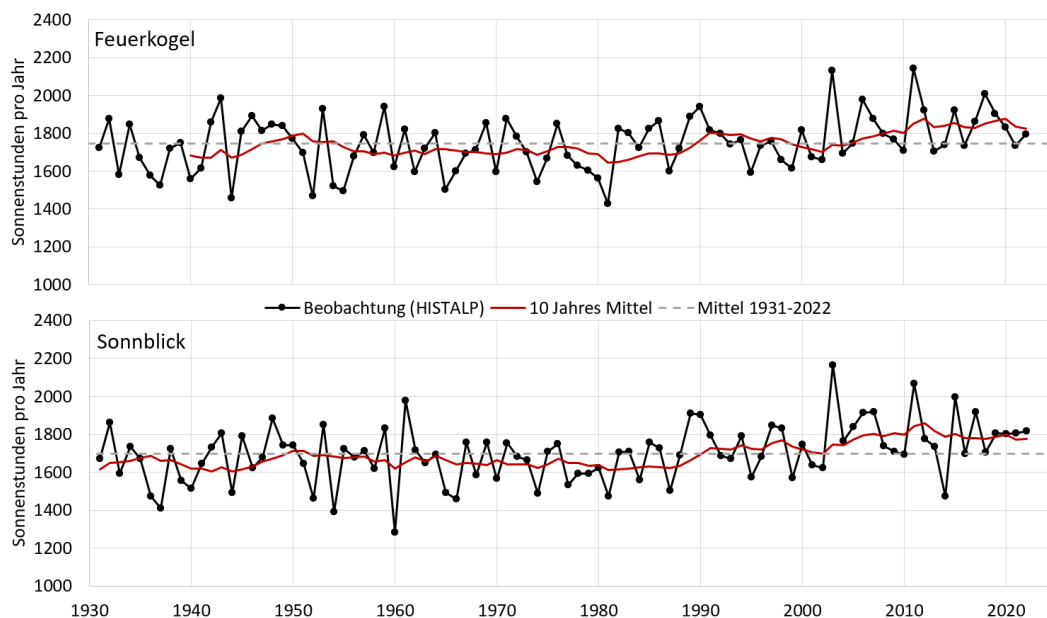 2400
Feuerkogel
2200
2000
1800
1600
1400
1200
1000
Sonnenstunden pro Jahr
Beobachtung (HISTALP) 10 Jahres Mittel Mittel 1931-2022
2400
Sonnblick
2200
2000
1800
1600
1400
1200
1000
Sonnenstunden pro Jahr
1930 1940 1950 1960 1970 1980 1990 2000 2010 2020